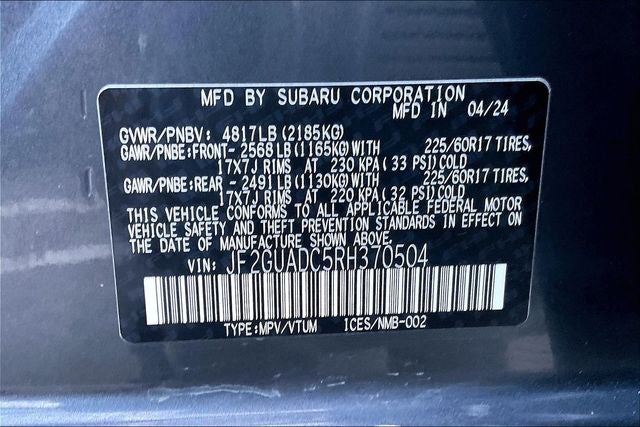 MFD BY SUBARU CORPORATION
MFD IN 04/24
GVWR/PNBV: 4817LB (2185KG)
GAWR/PNBE:FRONT- 2568 LB (1165KG) WITH 225/60R17 TIRES,
17X7J RIMS AT 230 KPA (33 PSI) COLD
GAWR/PNBE:REAR - 2491 LB (1130KG) WITH 225/60R17 TIRES,
17X7J RIMS AT 220 KPA (32 PSI) COLD
THIS VEHICLE CONFORMS TO ALL APPLICABLE FEDERAL MOTOR
VEHICLE SAFETY AND THEFT PREVENTION STANDARDS IN EFFECT ON
THE DATE OF MANUFACTURE SHOWN ABOVE.
VIN: JF2GUADC5RH370504
TYPE:MPV/VTUM ICES/NMB-002